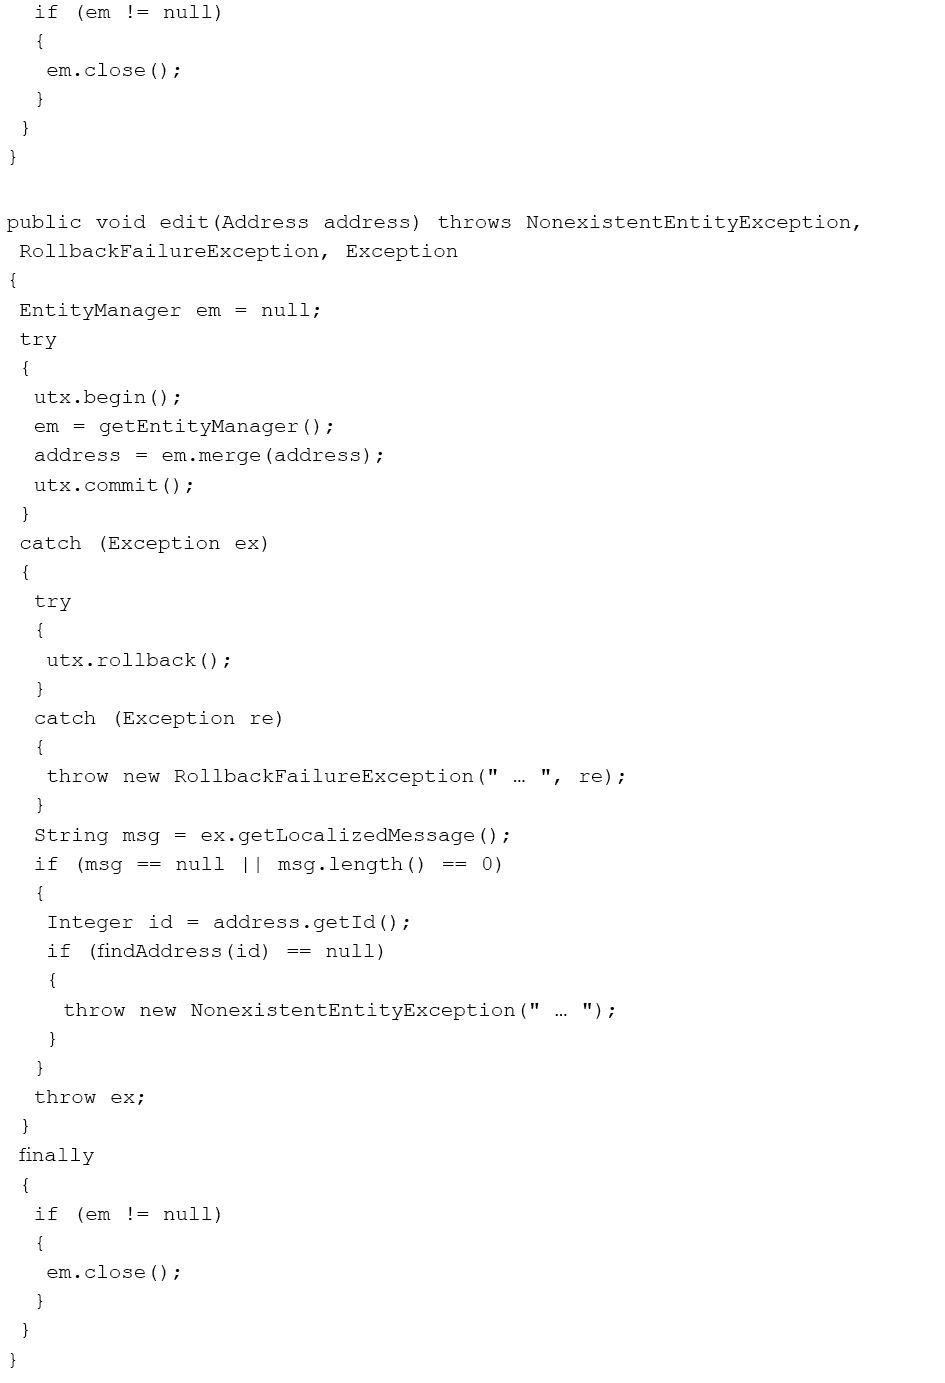 if (em != null)
{
em.close();
}
}
}
public void edit(Address address) throws NonexistentEntityException,
RollbackFailureException, Exception
{
EntityManager em = null;
try
{
utx.begin();
em = getEntityManager();
address = em.merge(address);
utx.commit();
}
catch (Exception ex)
{
try
{
utx.rollback();
}
catch (Exception re)
{
throw new RollbackFailureException(" … ", re);
}
String msg = ex.getLocalizedMessage();
if (msg == null || msg.length() == 0)
{
Integer id = address.getId();
if (findAddress(id) == null)
{
throw new NonexistentEntityException(" … ");
}
}
throw ex;
}
finally
{
if (em != null)
{
em.close();
}
}
}